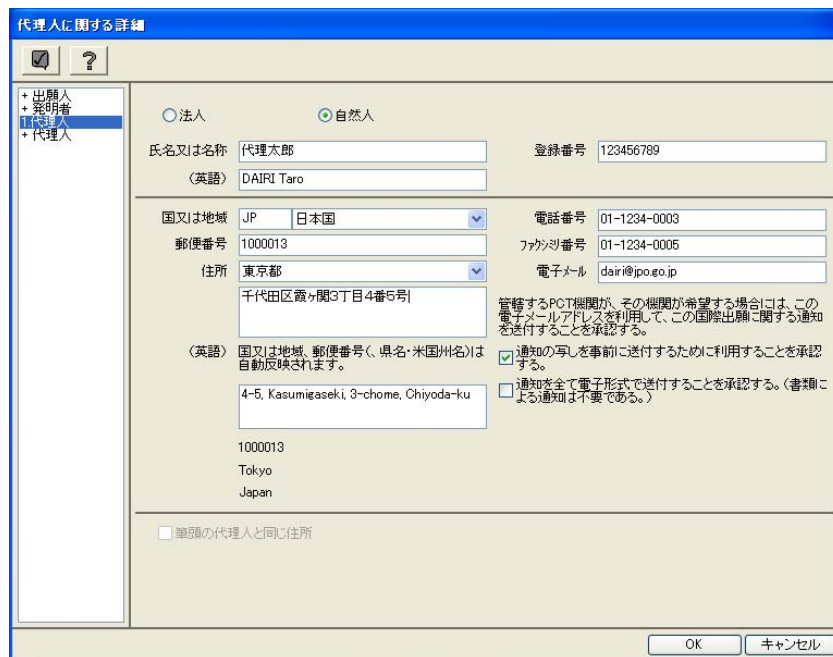 代理人に関する詳細
?
+ 出願人
+ 発明者
1.代理人
+ 代理人
法人
自然人
氏名又は名称 代理太郎
登録番号 123456789
(英語) DAIRI Taro
国又は地域 JP 日本国
電話番号 01-1234-0003
郵便番号 1000013
ファクシミリ番号 01-1234-0005
住所 東京都
電子メール dairi@jpo.go.jp
千代田区霞ヶ関3丁目4番5号
管轄するPCT機関が、その機関が希望する場合には、この
電子メールアドレスを利用して、この国際出願に関する通知
を送付することを承認する。
(英語) 国又は地域、郵便番号(、県名・米国州名)は
自動反映されます。
通知の写しを事前に送付するために利用することを承認
する。
通知を全て電子形式で送付することを承認する。(書類に
よる通知は不要である。)
4-5, Kasumigaseki, 3-chome, Chiyoda-ku
1000013
Tokyo
Japan
筆頭の代理人と同じ住所
OK
キャンセル